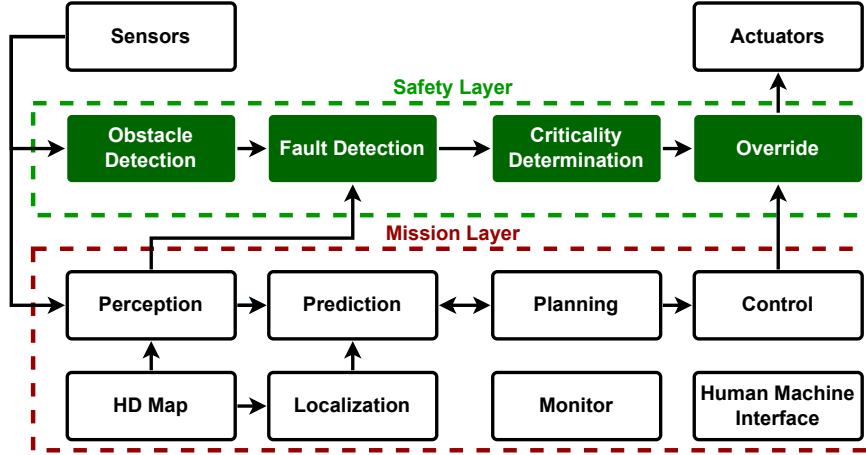 Sensors
Actuators
Safety Layer
Obstacle
Detection
Fault Detection
Criticality
Determination
Override
Mission Layer
Perception
Prediction
Planning
Control
HD Map
Localization
Monitor
Human Machine
Interface